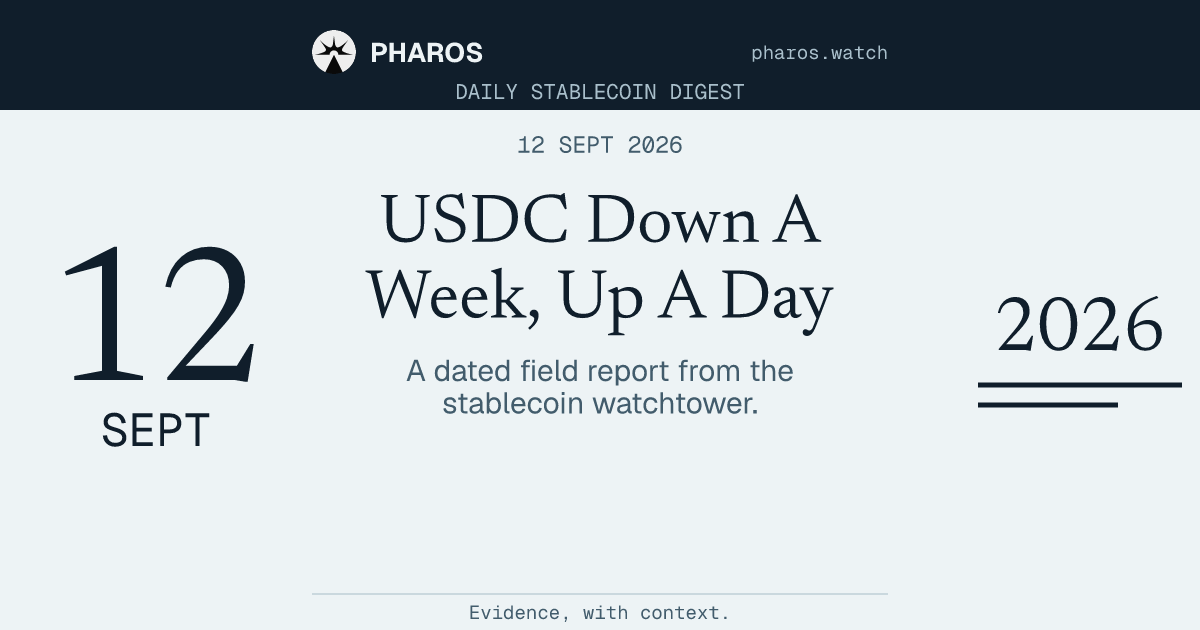 PHAROS
pharos.watch
DAILY STABLECOIN DIGEST
12 SEPT 2026
USDC Down A
Week, Up A Day
A dated field report from the
stablecoin watchtower.
12
SEPT
2026
Evidence, with context.